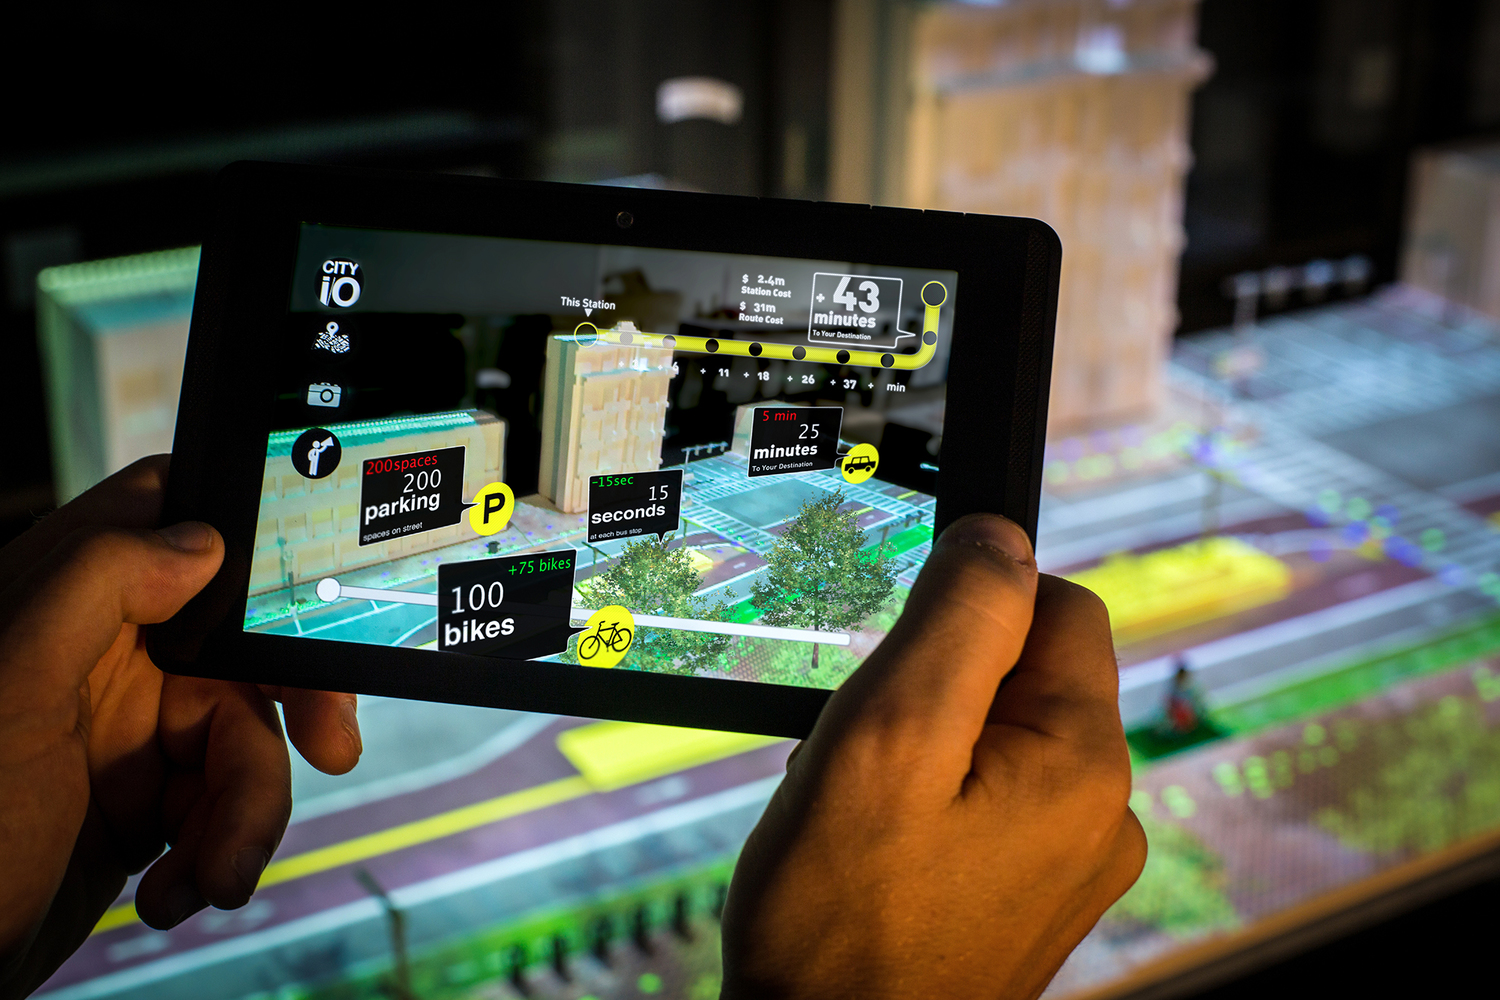 CITY
i/O
This Station
$ 2.4m
Station Cost
$ 31m
Route Cost
+ 43
minutes
To Your Destination
+ 11 + 18 + 26 + 37 + min
5 min
25
minutes
To Your Destination
200spaces
200
parking
spaces on street
P
-15sec
15
seconds
at each bus stop
+75 bikes
100
bikes